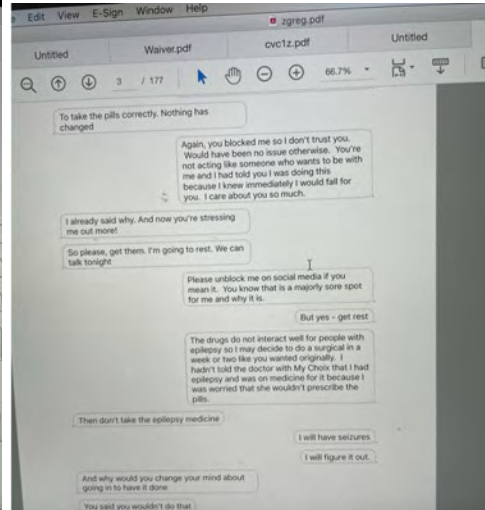 Edit View E-Sign Window Help
zgreg.pdf
Untitled Waiver.pdf cvc1z.pdf Untitled
3 / 177 66.7%
To take the pills correctly. Nothing has
changed
Again, you blocked me so I don't trust you.
Would have been no issue otherwise. You're
not acting like someone who wants to be with
me and I had told you I was doing this
because I knew immediately I would fall for
you. I care about you so much.
I already said why. And now you're stressing
me out more!
So please, get them. I'm going to rest. We can
talk tonight
Please unblock me on social media if you
mean it. You know that is a majorly sore spot
for me and why it is.
But yes - get rest
The drugs do not interact well for people with
epilepsy so I may decide to do a surgical in a
week or two like you wanted originally. I
hadn't told the doctor with My Choix that I had
epilepsy and was on medicine for it because I
was worried that she wouldn't prescribe the
pills.
Then don't take the epilepsy medicine
I will have seizures
I will figure it out.
And why would you change your mind about
going in to have it done
You said you wouldn't do that